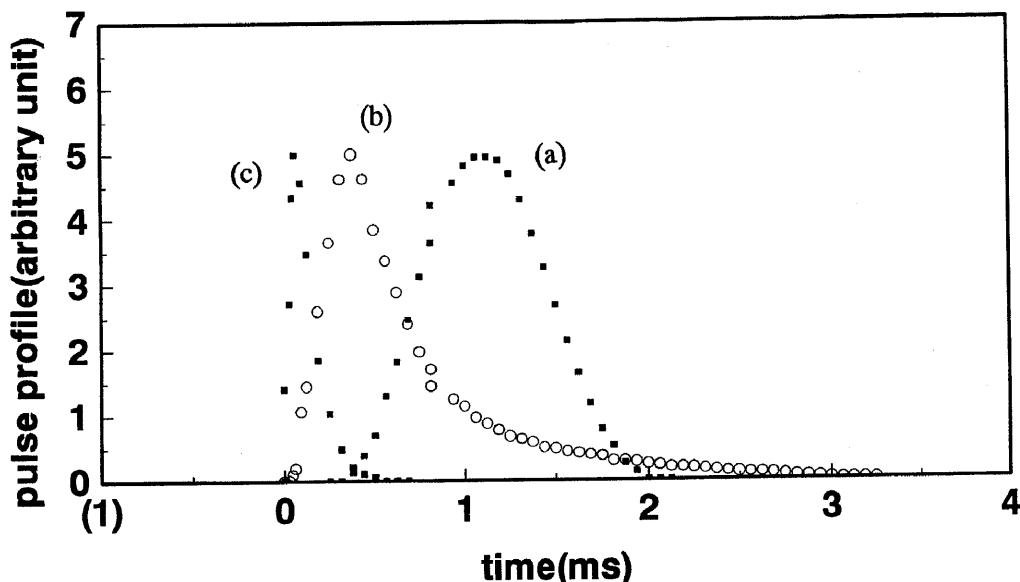 pulse profile(arbitrary unit)
7
6
5
4
3
2
1
0
(c)
(b)
(a)
(1)
0
1
2
3
4
time(ms)